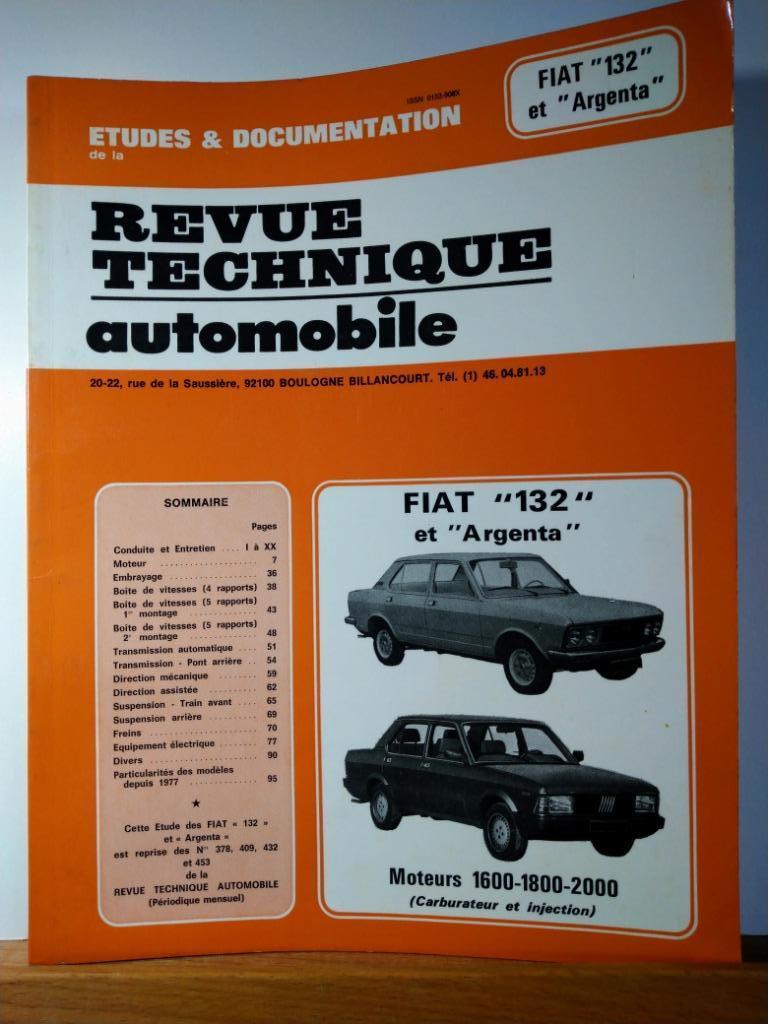 ISSN 0153-906X
ETUDES & DOCUMENTATION
de la
FIAT "132"
et "Argenta"
REVUE
TECHNIQUE
automobile
20-22, rue de la Saussière, 92100 BOULOGNE BILLANCOURT. Tél. (1) 46.04.81.13
SOMMAIRE
Pages
Conduite et Entretien .... I à XX
Moteur .................... 7
Embrayage .................. 36
Boîte de vitesses (4 rapports) 38
Boîte de vitesses (5 rapports)
1er montage .............. 43
Boîte de vitesses (5 rapports)
2e montage .............. 48
Transmission automatique .... 51
Transmission - Pont arrière .. 54
Direction mécanique ......... 59
Direction assistée .......... 62
Suspension - Train avant .... 65
Suspension arrière .......... 69
Freins ..................... 70
Equipement électrique ....... 77
Divers ..................... 90
Particularités des modèles
depuis 1977 .............. 95
★
Cette Etude des FIAT « 132 »
et « Argenta »
est reprise des Nos 378, 409, 432
et 453
de la
REVUE TECHNIQUE AUTOMOBILE
(Périodique mensuel)
FIAT "132"
et "Argenta"
Moteurs 1600-1800-2000
(Carburateur et injection)